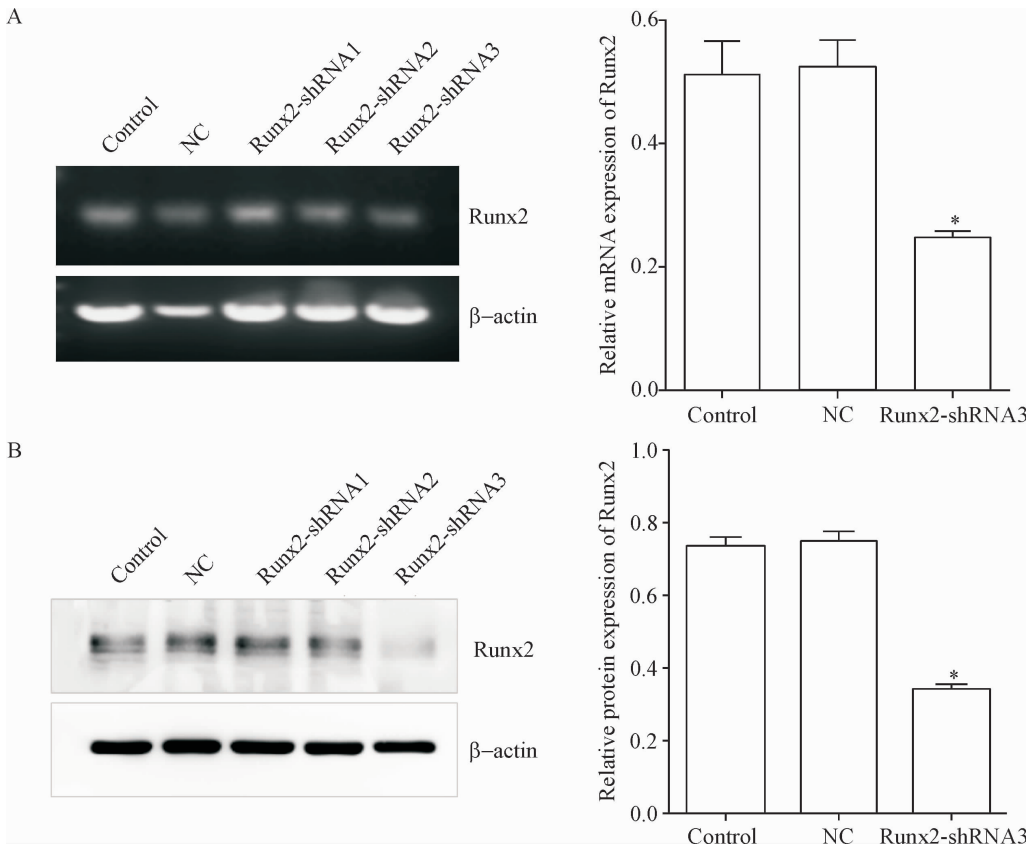 A
Control
NC
Runx2-shRNA1
Runx2-shRNA2
Runx2-shRNA3
Runx2
β-actin
Relative mRNA expression of Runx2
0.6
0.4
0.2
0.0
*
Control
NC
Runx2-shRNA3
B
Control
NC
Runx2-shRNA1
Runx2-shRNA2
Runx2-shRNA3
Runx2
β-actin
Relative protein expression of Runx2
1.0
0.8
0.6
0.4
0.2
0.0
*
Control
NC
Runx2-shRNA3